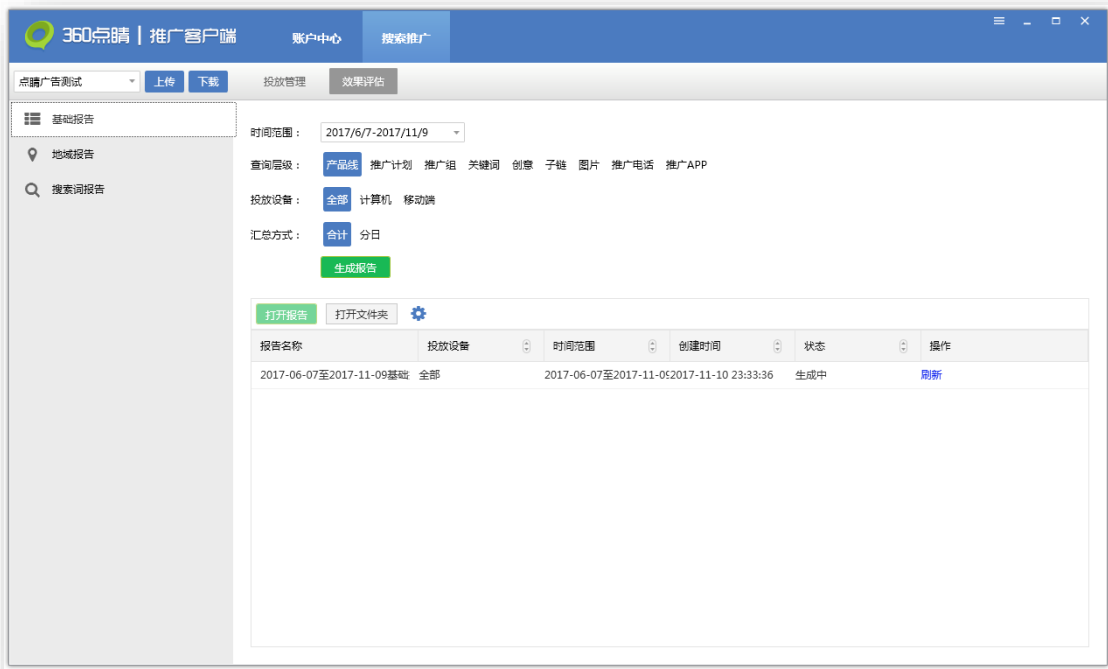 360点睛 | 推广客户端 账户中心 搜索推广
点睛广告测试 上传 下载 投放管理 效果评估
基础报告
地域报告
搜索词报告
时间范围： 2017/6/7-2017/11/9
查询层级： 产品线 推广计划 推广组 关键词 创意 子链 图片 推广电话 推广APP
投放设备： 全部 计算机 移动端
汇总方式： 合计 分日
生成报告
打开报告 打开文件夹
报告名称 投放设备 时间范围 创建时间 状态 操作
2017-06-07至2017-11-09基础 全部 2017-06-07至2017-11-09 2017-11-10 23:33:36 生成中 刷新